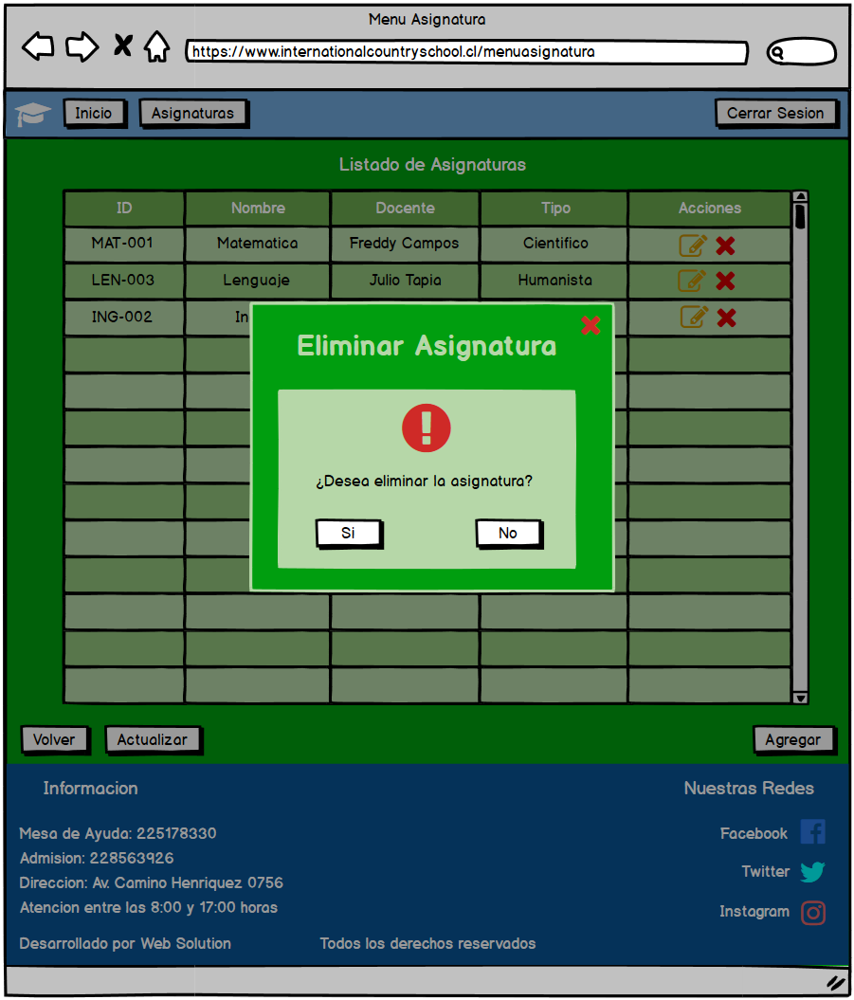 Menu Asignatura
https://www.internationalcountryschool.cl/menuasignatura
Inicio Asignaturas Cerrar Sesion
Listado de Asignaturas
ID Nombre Docente Tipo Acciones
MAT-001 Matematica Freddy Campos Cientifico
LEN-003 Lenguaje Julio Tapia Humanista
ING-002 In
Eliminar Asignatura
¿Desea eliminar la asignatura?
Si No
Volver Actualizar Agregar
Informacion Nuestras Redes
Mesa de Ayuda: 225178330 Facebook
Admision: 228563926
Twitter
Direccion: Av. Camino Henriquez 0756
Atencion entre las 8:00 y 17:00 horas Instagram
Desarrollado por Web Solution Todos los derechos reservados